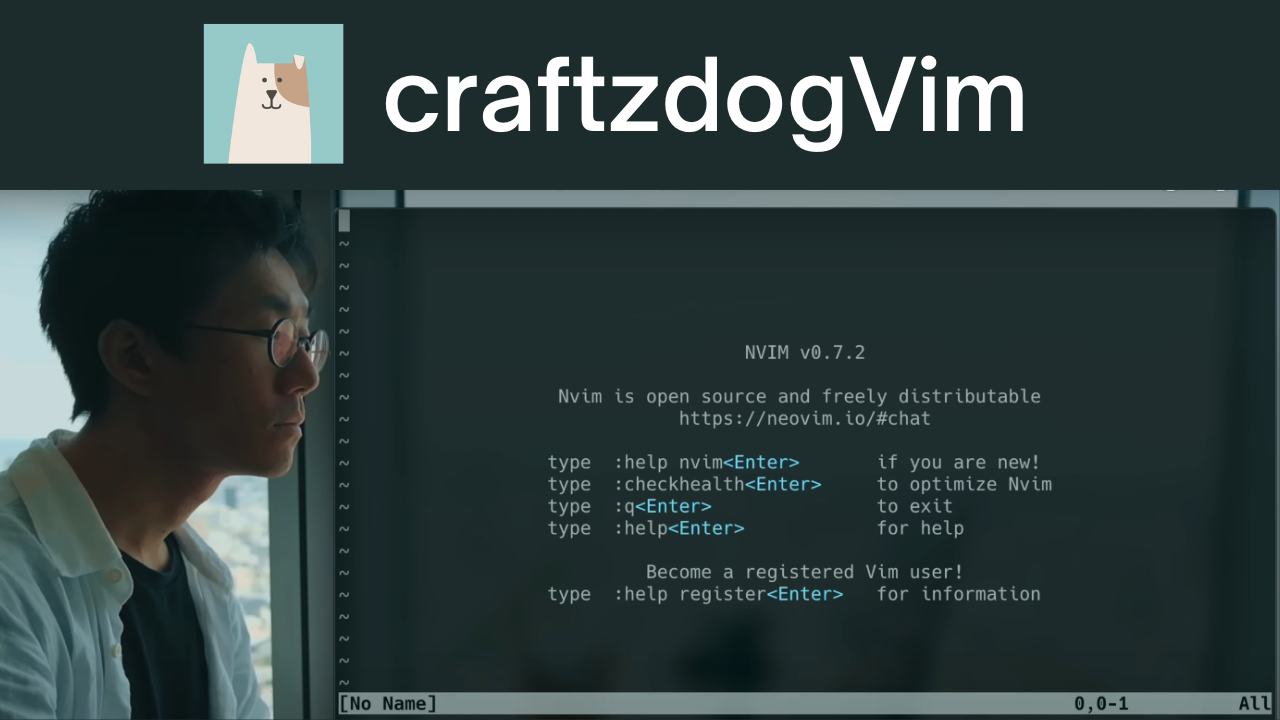 craftzdogVim
~
~
~
~
~
NVIM v0.7.2
~
~
Nvim is open source and freely distributable
~
https://neovim.io/#chat
~
~
type :help nvim<Enter> if you are new!
~
type :checkhealth<Enter> to optimize Nvim
~
type :q<Enter> to exit
~
type :help<Enter> for help
~
~
Become a registered Vim user!
~
type :help register<Enter> for information
~
~
~
~
~
[No Name] 0,0-1 All